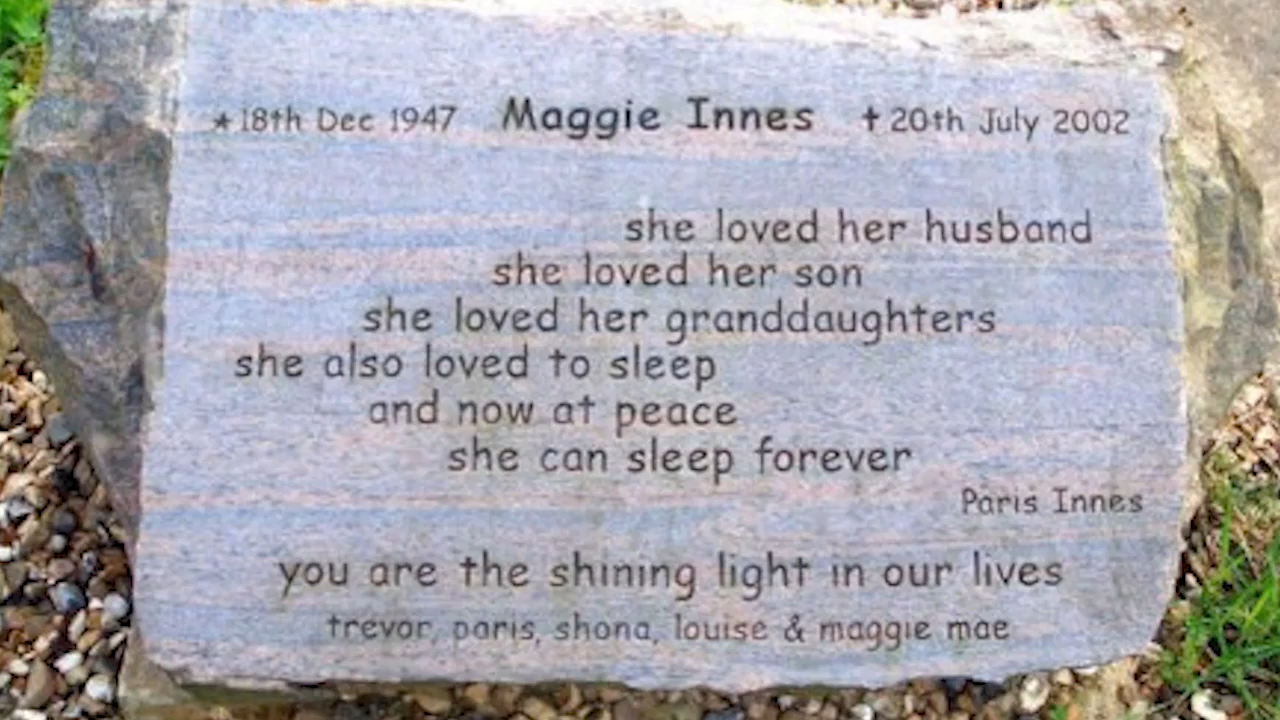 ★18th Dec 1947 Maggie Innes ✝20th July 2002
she loved her husband
she loved her son
she loved her granddaughters
she also loved to sleep
and now at peace
she can sleep forever
Paris Innes
you are the shining light in our lives
trevor, paris, shona, louise & maggie mae